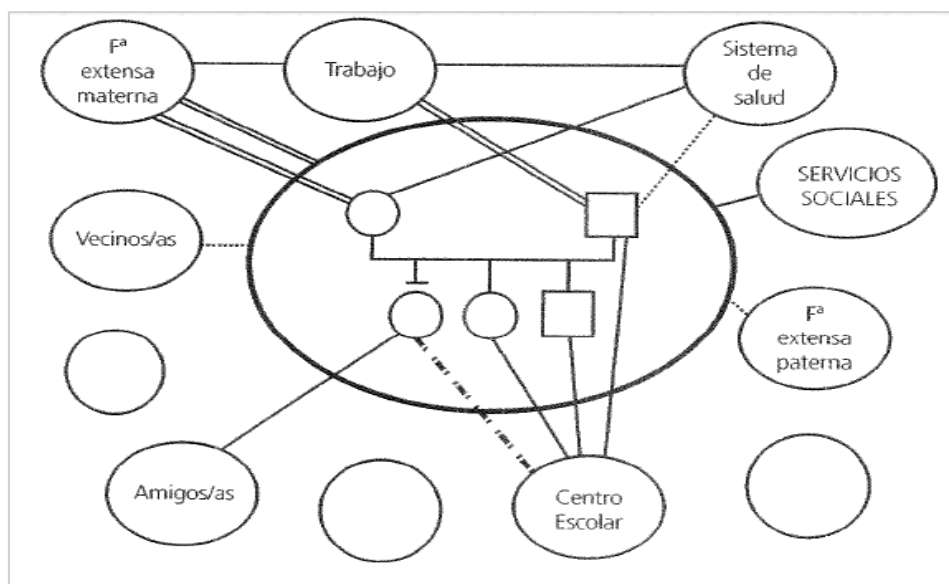 Fª
extensa
materna
Trabajo
Sistema
de
salud
SERVICIOS
SOCIALES
Vecinos/as
Fª
extensa
paterna
Amigos/as
Centro
Escolar